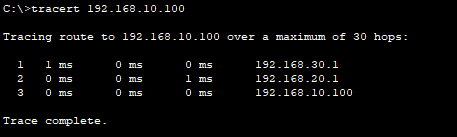 C:\>tracert 192.168.10.100
Tracing route to 192.168.10.100 over a maximum of 30 hops:
1 1 ms 0 ms 0 ms 192.168.30.1
2 0 ms 0 ms 1 ms 192.168.20.1
3 0 ms 0 ms 0 ms 192.168.10.100
Trace complete.